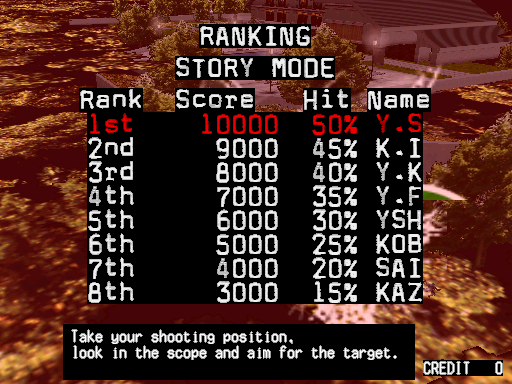 RANKING
STORY MODE
Rank Score Hit Name
1st 10000 50% Y.S
2nd 9000 45% K.I
3rd 8000 40% Y.K
4th 7000 35% Y.F
5th 6000 30% YSH
6th 5000 25% KOB
7th 4000 20% SAI
8th 3000 15% KAZ
Take your shooting position,
look in the scope and aim for the target.
CREDIT 0